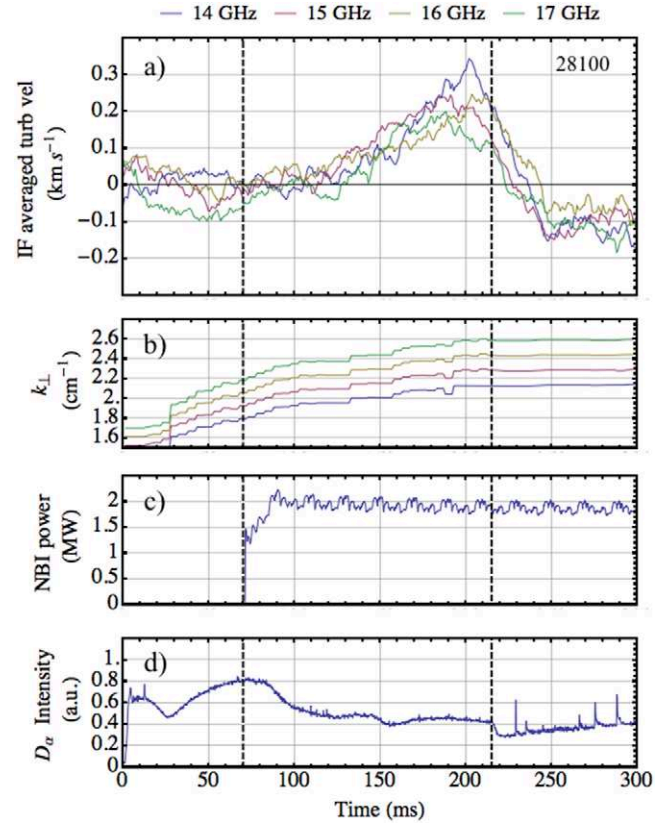 14 GHz 15 GHz 16 GHz 17 GHz
a)
28100
IF averaged turb vel
(km s⁻¹)
0.3
0.2
0.1
0
−0.1
−0.2
b)
k⊥
(cm⁻¹)
2.6
2.4
2.2
2.0
1.8
1.6
c)
NBI power
(MW)
2
1.5
1
0.5
0
d)
Dα Intensity
(a.u.)
1.
0.8
0.6
0.4
0.2
0
0 50 100 150 200 250 300
Time (ms)